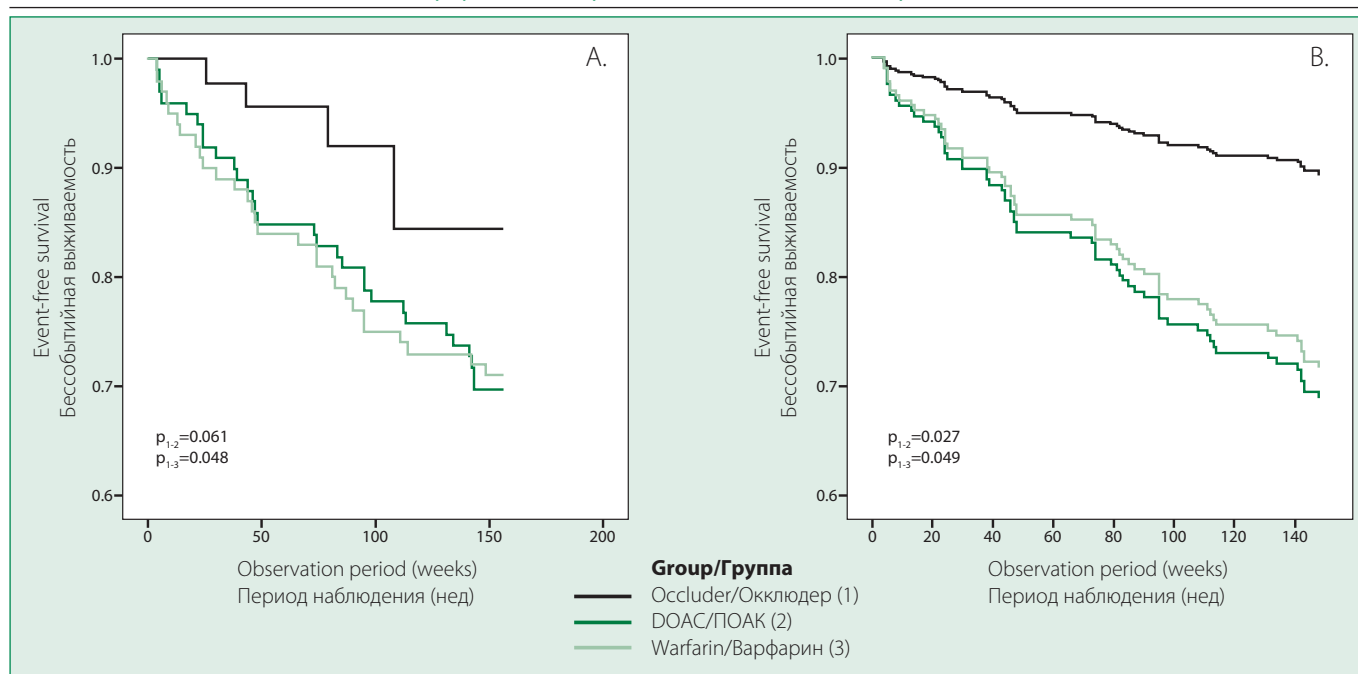 A.
Event-free survival
Бессобытийная выживаемость
1.0
0.9
0.8
0.7
0.6
p1-2=0.061
p1-3=0.048
0 50 100 150 200
Observation period (weeks)
Период наблюдения (нед)
B.
Event-free survival
Бессобытийная выживаемость
1.0
0.9
0.8
0.7
0.6
p1-2=0.027
p1-3=0.049
0 20 40 60 80 100 120 140
Observation period (weeks)
Период наблюдения (нед)
Group/Группа
Occluder/Окклюдер (1)
DOAC/ПОАК (2)
Warfarin/Варфарин (3)